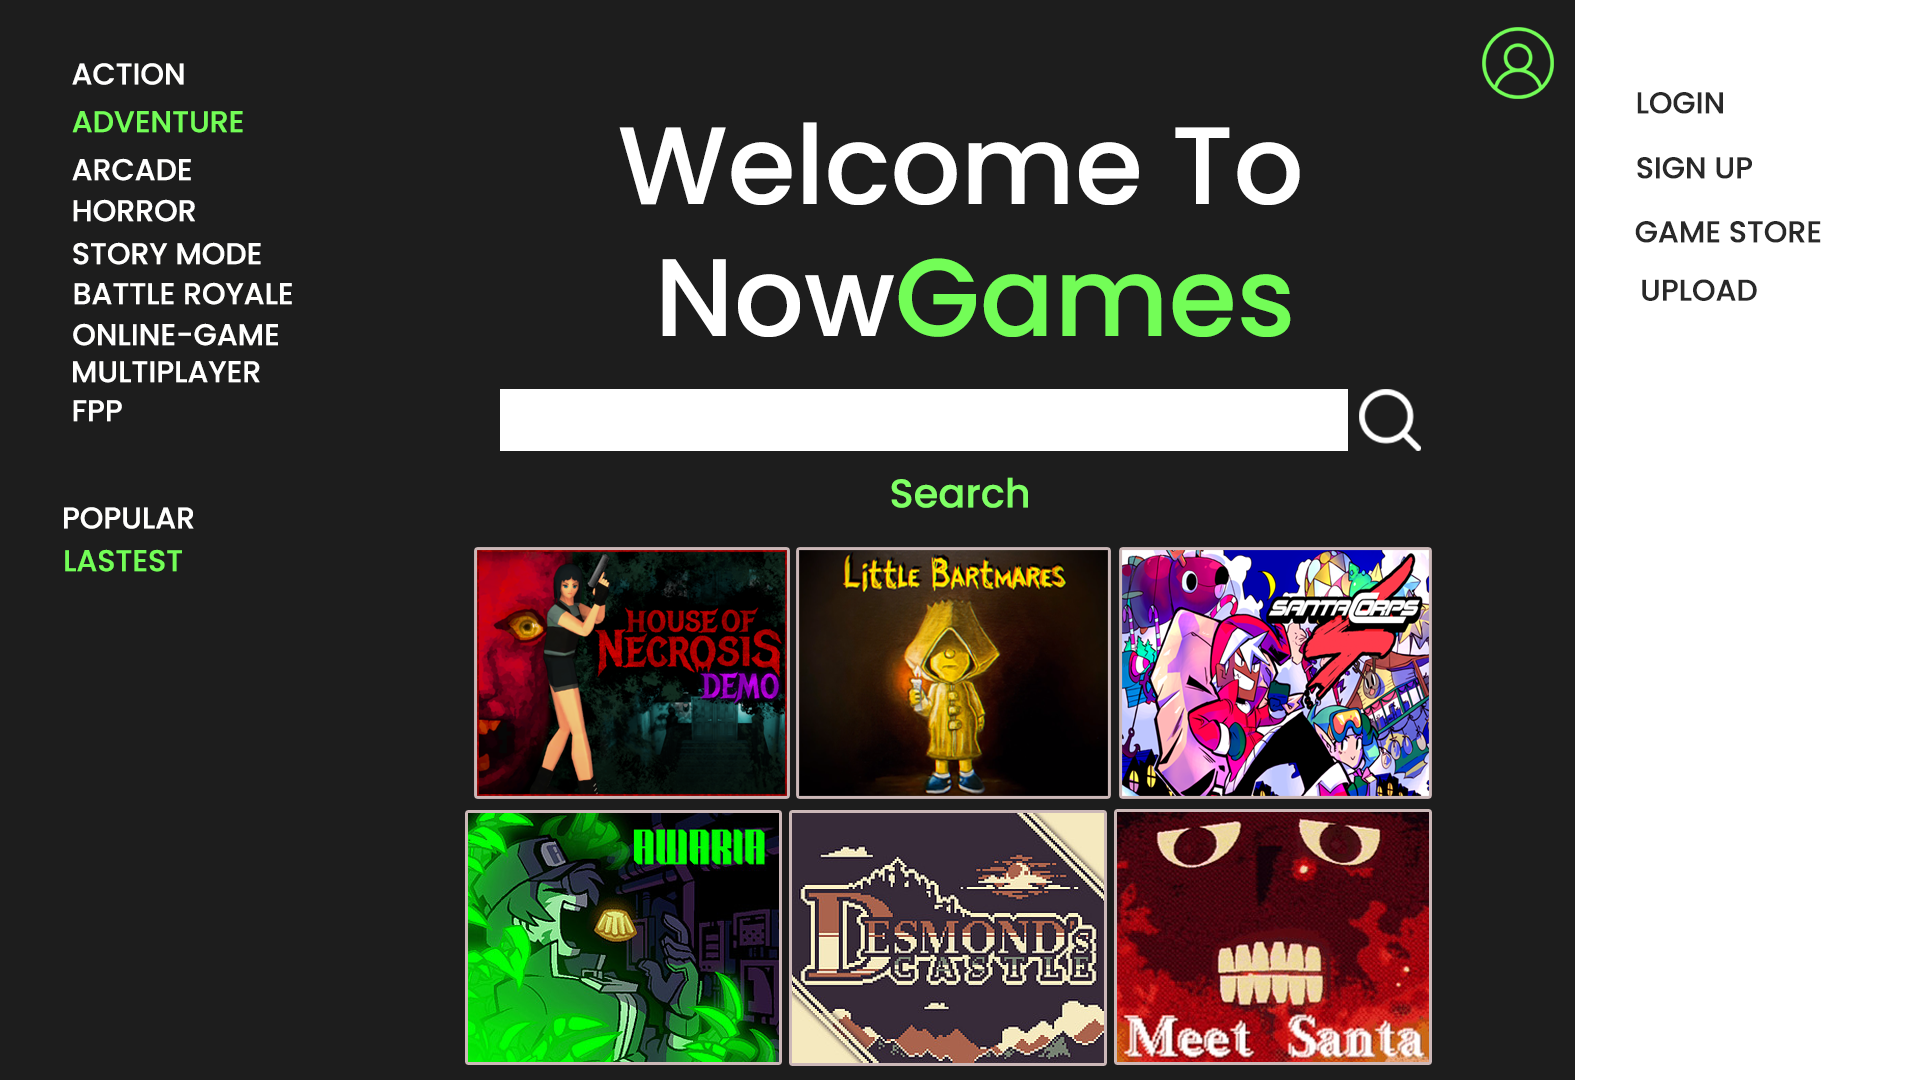 ACTION
ADVENTURE
ARCADE
HORROR
STORY MODE
BATTLE ROYALE
ONLINE-GAME
MULTIPLAYER
FPP
POPULAR
LASTEST
Welcome To
NowGames
Search
HOUSE OF
NECROSIS
DEMO
LITTLE BARTMARES
SANTA CORPS
AWARIA
DESMOND'S
CASTLE
Meet Santa
LOGIN
SIGN UP
GAME STORE
UPLOAD